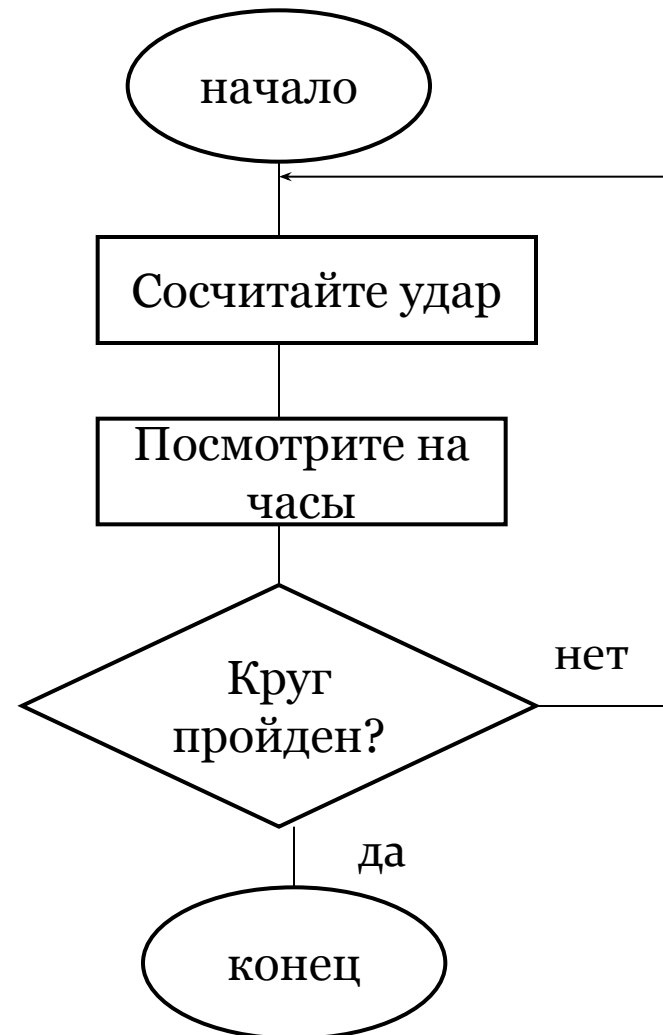 начало
Сосчитайте удар
Посмотрите на
часы
Круг
пройден?
нет
да
конец